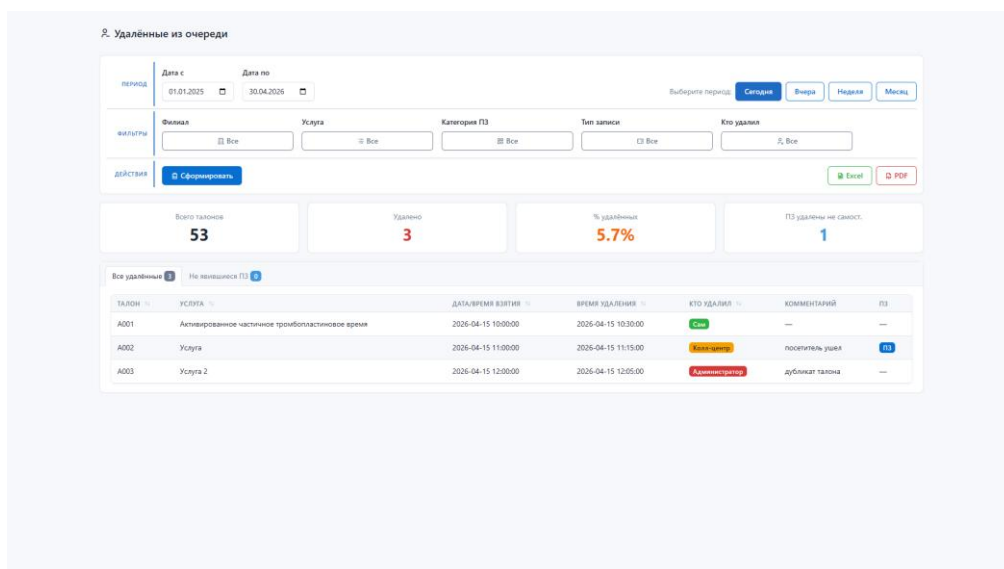 Удалённые из очереди
ПЕРИОД
Дата с Дата по
01.01.2025 30.04.2026
Выберите период: Сегодня Вчера Неделя Месяц
ФИЛЬТРЫ
Филиал Услуга Категория ПЗ Тип записи Кто удалил
Все Все Все Все Все
ДЕЙСТВИЯ Сформировать Excel PDF
Всего талонов Удалено % удалённых ПЗ удалены не самост.
53 3 5.7% 1
Все удалённые 3 Не явившиеся ПЗ 0
ТАЛОН УСЛУГА ДАТА/ВРЕМЯ ВЗЯТИЯ ВРЕМЯ УДАЛЕНИЯ КТО УДАЛИЛ КОММЕНТАРИЙ ПЗ
A001 Активированное частичное тромбопластиновое время 2026-04-15 10:00:00 2026-04-15 10:30:00 Сам — —
A002 Услуга 2026-04-15 11:00:00 2026-04-15 11:15:00 Колл-центр посетитель ушел ПЗ
A003 Услуга 2 2026-04-15 12:00:00 2026-04-15 12:05:00 Администратор дубликат талона —